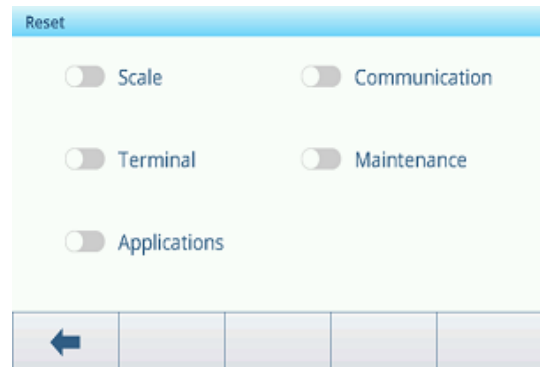 Reset
Scale
Communication
Terminal
Maintenance
Applications